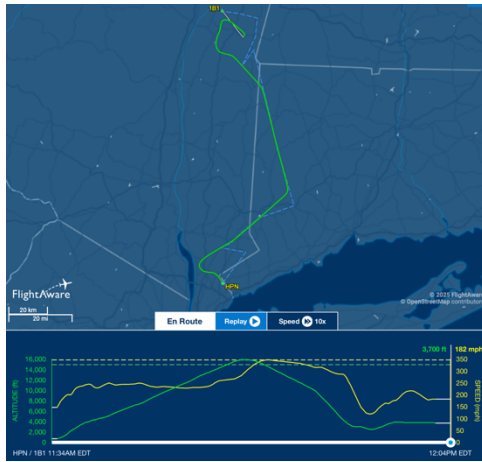 1B1
HPN
FlightAware
20 km
20 mi
© 2025 FlightAware
© OpenStreetMap contributors
En Route
Replay
Speed 10x
3,700 ft
182 mph
16,000
14,000
12,000
10,000
8,000
6,000
4,000
2,000
0
ALTITUDE (ft)
350
300
250
200
150
100
50
0
SPEED (mph)
HPN / 1B1 11:34AM EDT
12:04PM EDT